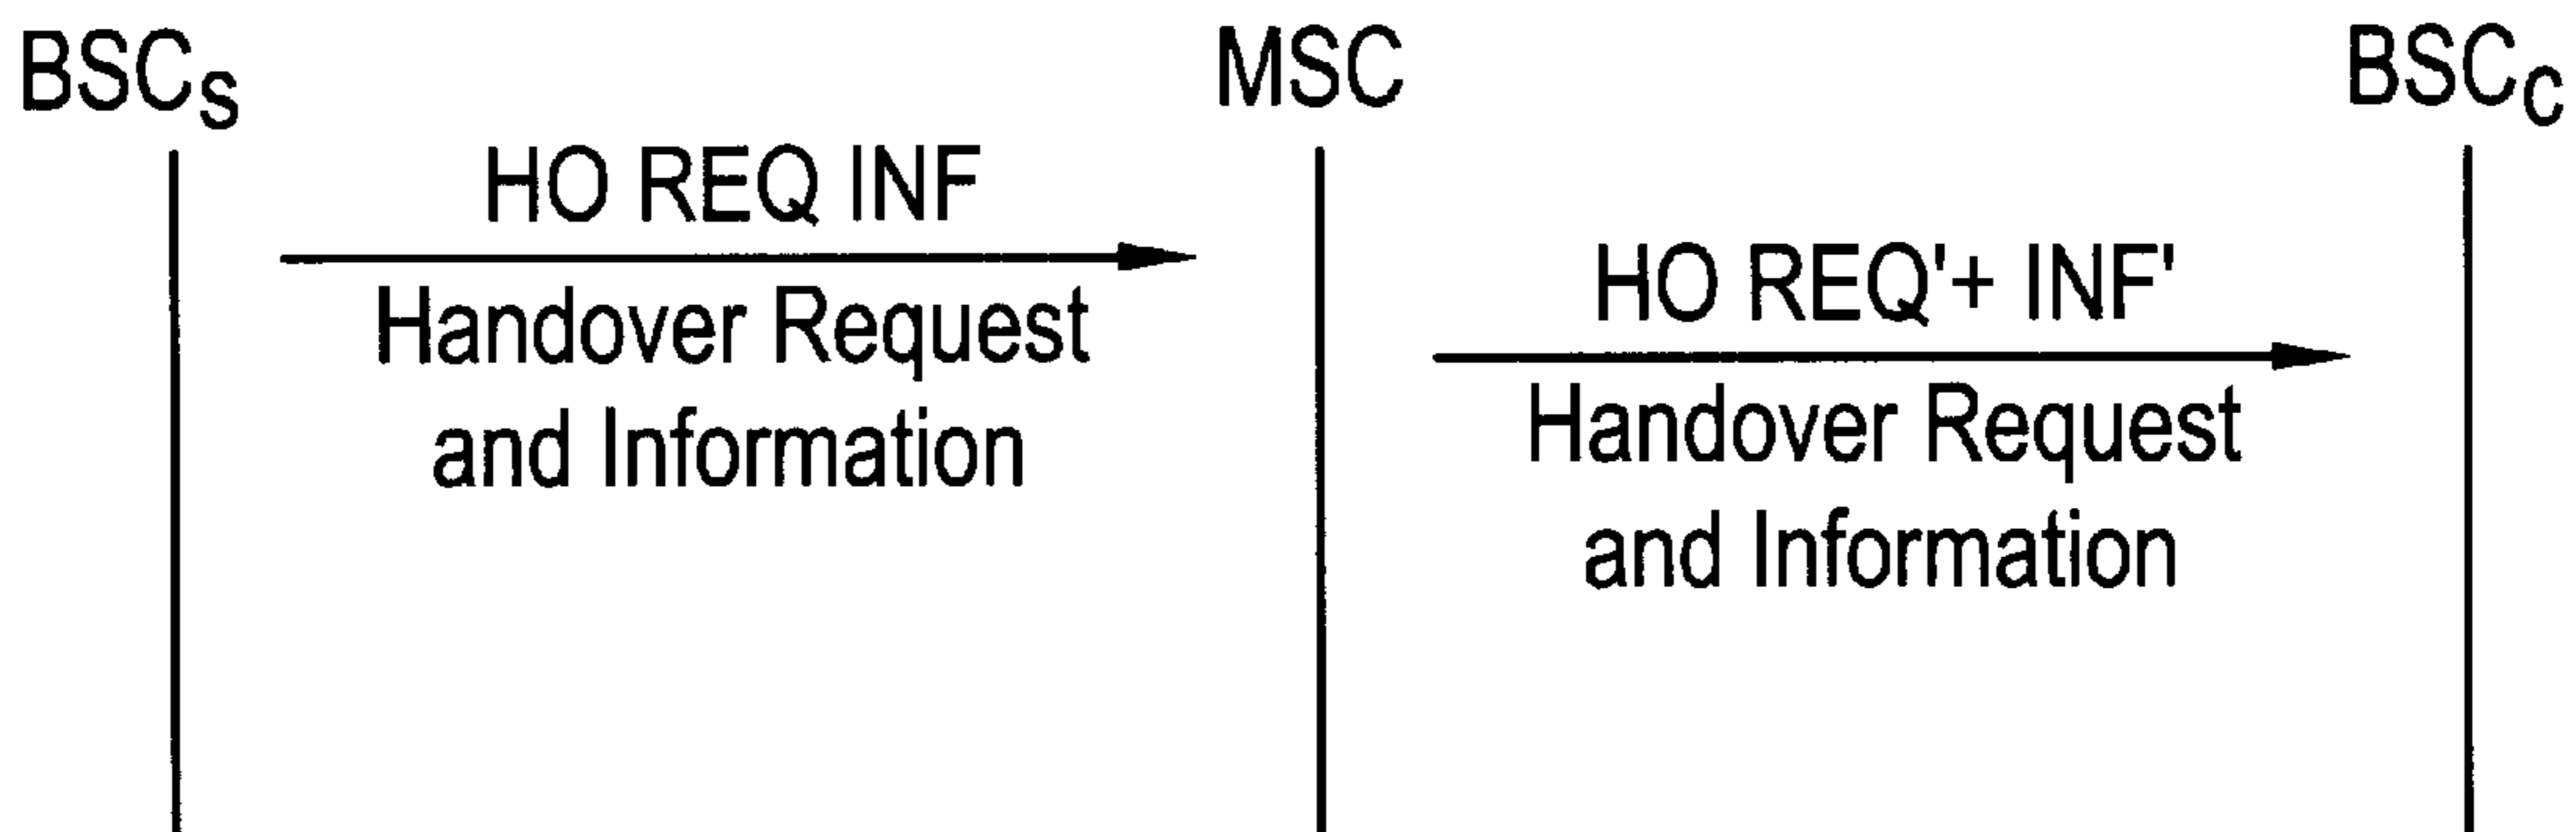 BSCS
MSC
BSCC
HO REQ INF
Handover Request
and Information
HO REQ'+ INF'
Handover Request
and Information